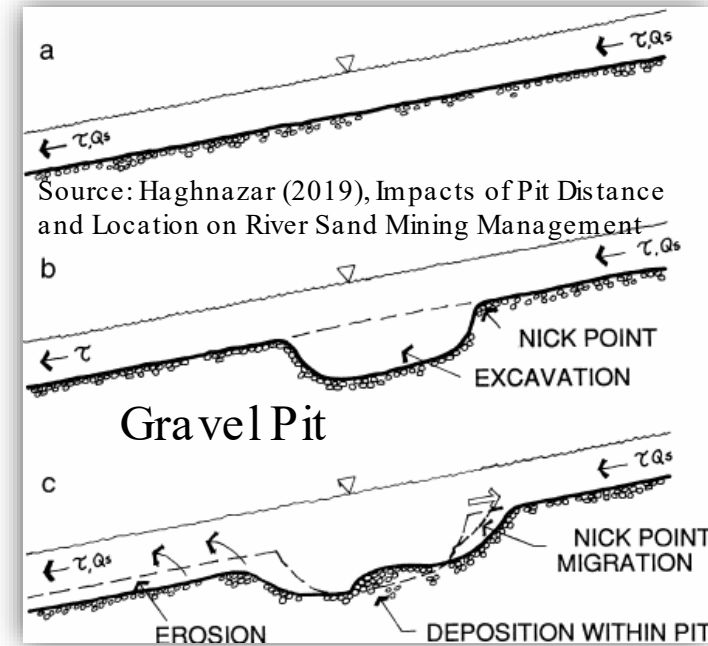 a
← τ,Qs
← τ,Qs
Source: Haghnazar (2019), Impacts of Pit Distance
and Location on River Sand Mining Management
b
← τ,Qs
← τ
NICK POINT
EXCAVATION
Gravel Pit
c
← τ,Qs
← τ,Qs
NICK POINT
MIGRATION
EROSION
DEPOSITION WITHIN PIT